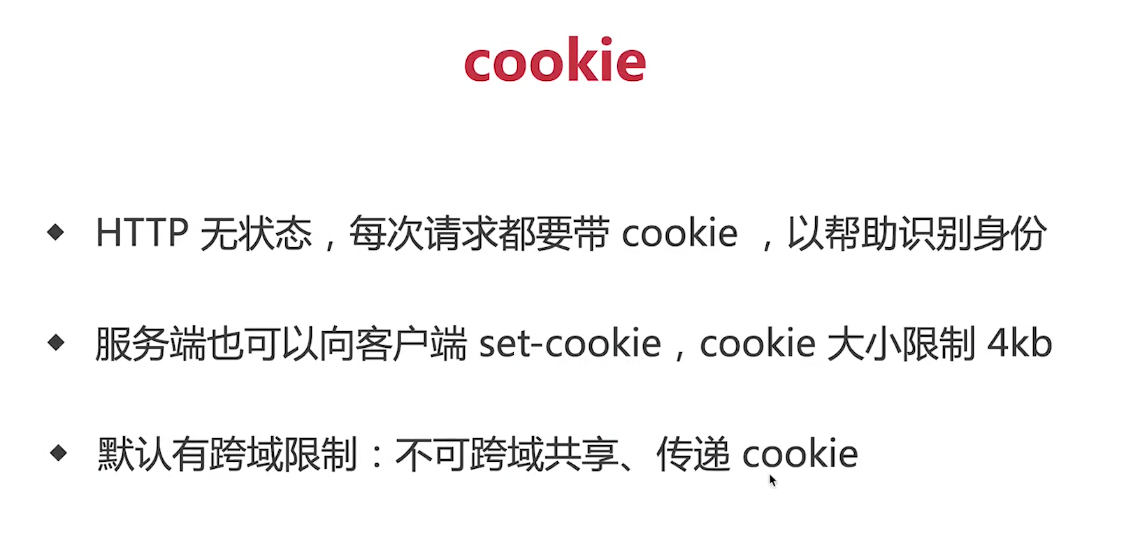 cookie
◆ HTTP 无状态，每次请求都要带 cookie ，以帮助识别身份
◆ 服务端也可以向客户端 set-cookie，cookie 大小限制 4kb
◆ 默认有跨域限制：不可跨域共享、传递 cookie